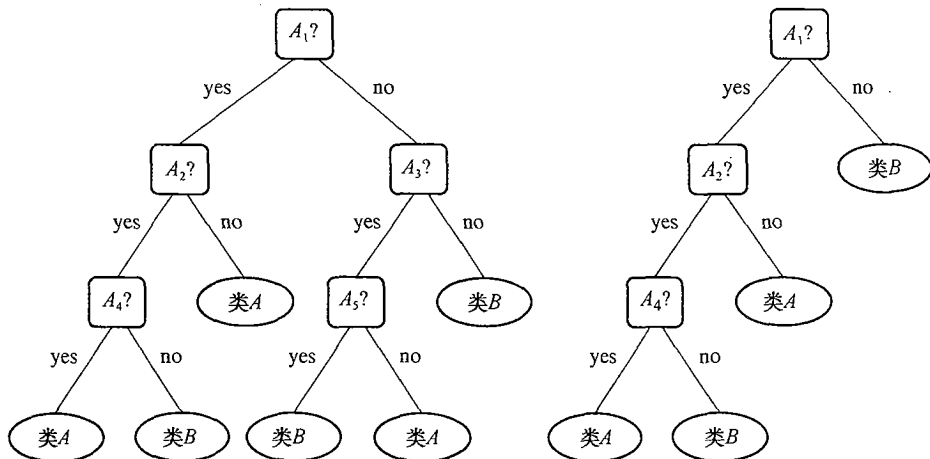 A₁? A₁?
yes no yes no
A₂? A₃? A₂? 类B
yes no yes no yes no
A₄? 类A A₅? 类B A₄? 类A
yes no yes no yes no
类A 类B 类B 类A 类A 类B